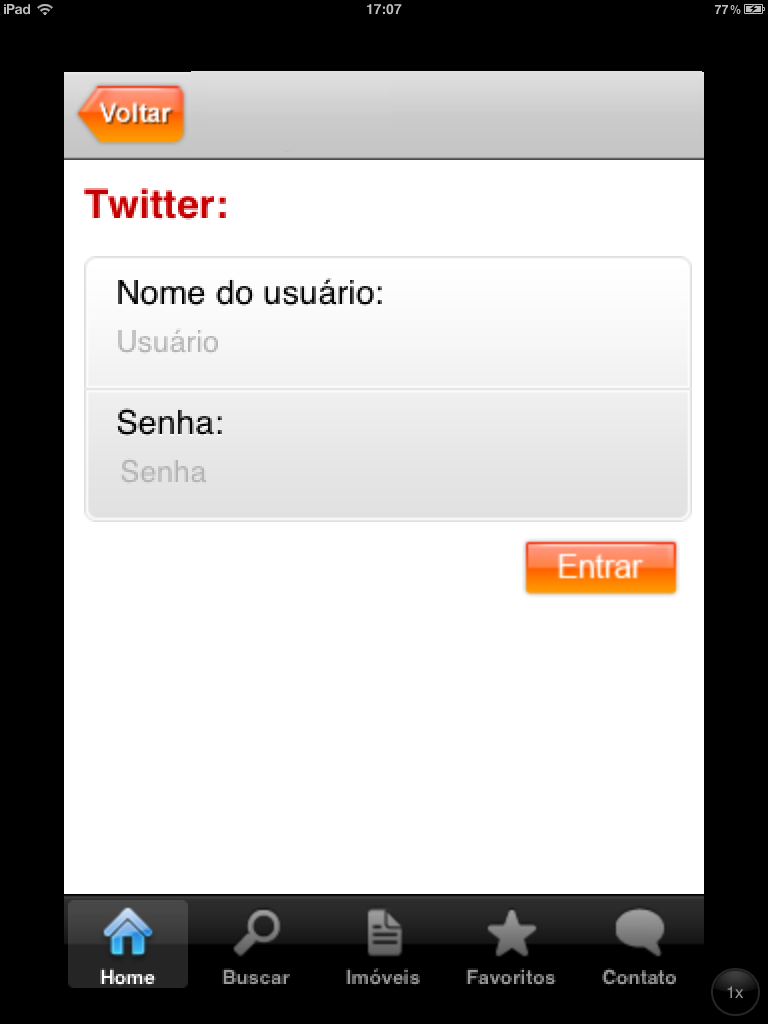 iPad 17:07 77%
Voltar
Twitter:
Nome do usuário:
Usuário
Senha:
Senha
Entrar
Home Buscar Imóveis Favoritos Contato
1x